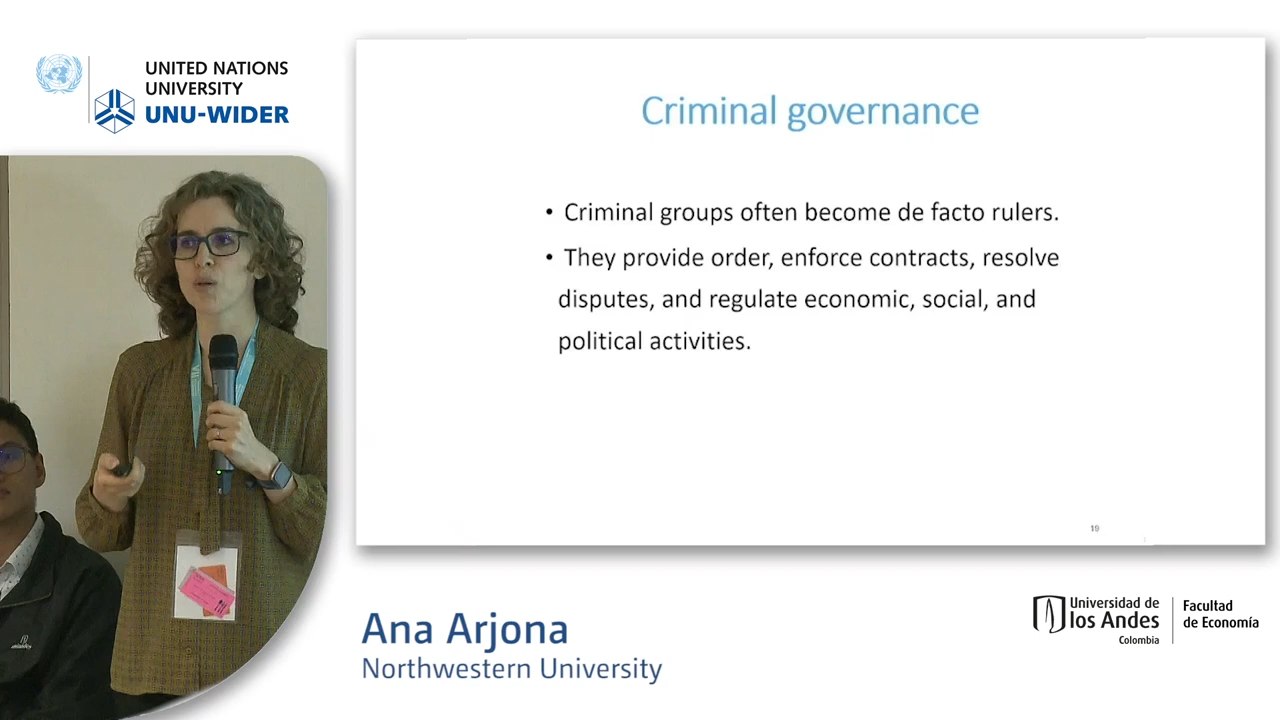 UNITED NATIONS
UNIVERSITY
UNU-WIDER
Criminal governance
• Criminal groups often become de facto rulers.
• They provide order, enforce contracts, resolve
disputes, and regulate economic, social, and
political activities.
19
Ana Arjona
Northwestern University
Universidad de
los Andes
Colombia
Facultad
de Economía